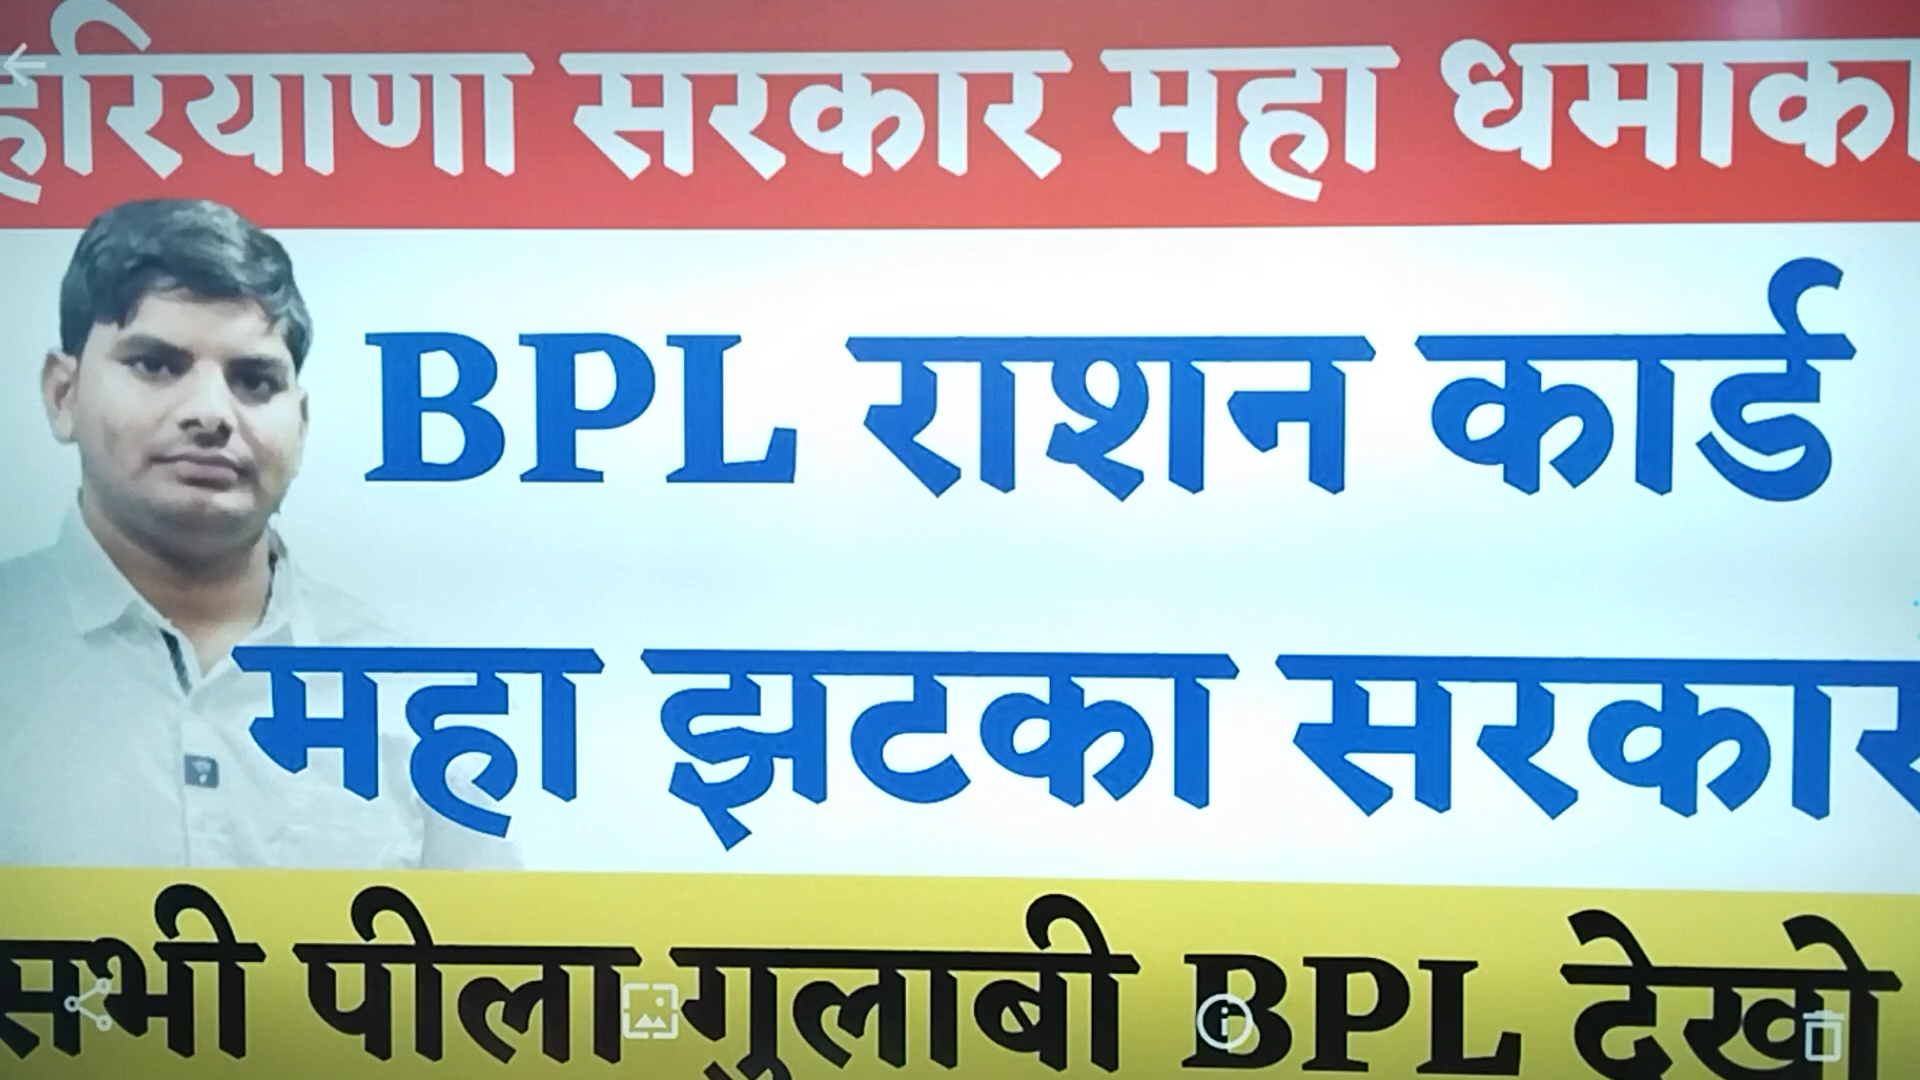 हरियाणा सरकार महा धमाका
BPL राशन कार्ड
महा झटका सरकार
सभी पीला गुलाबी BPL देखो